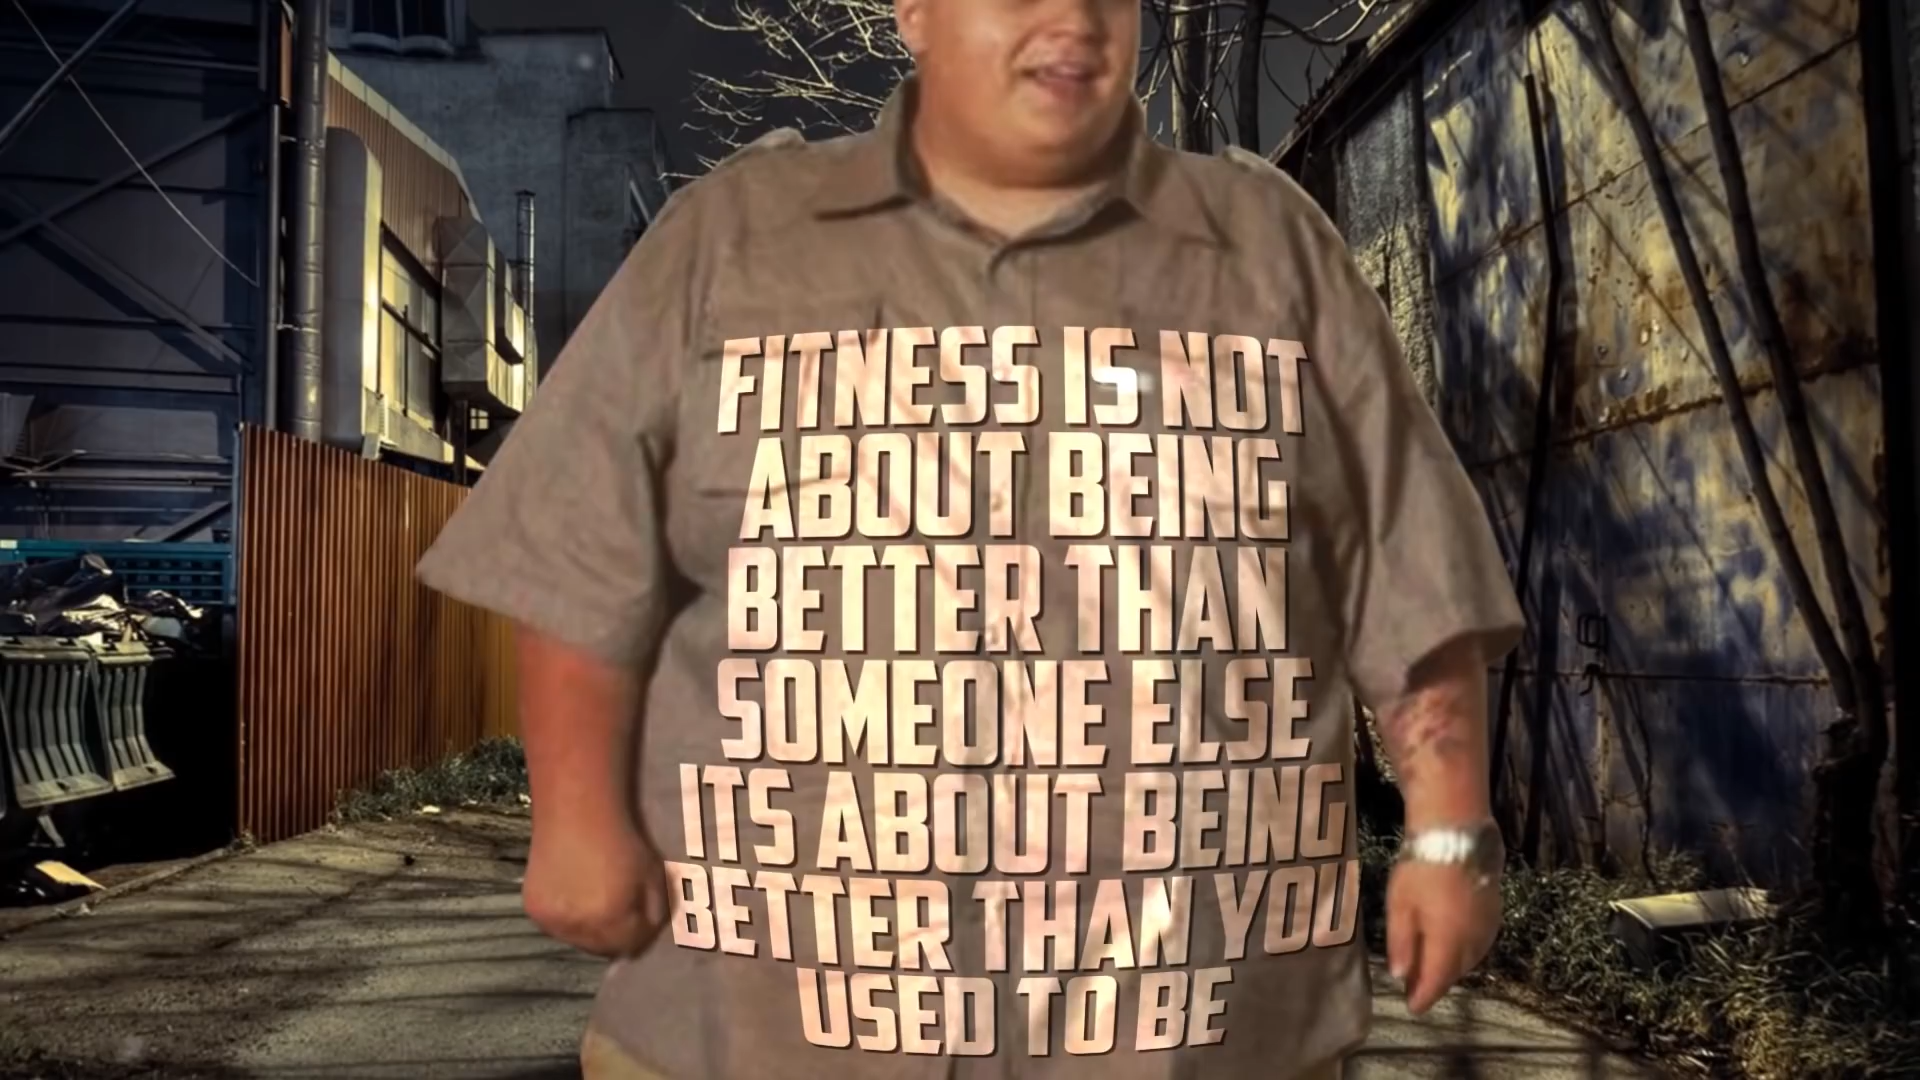 FITNESS IS NOT
ABOUT BEING
BETTER THAN
SOMEONE ELSE
ITS ABOUT BEING
BETTER THAN YOU
USED TO BE